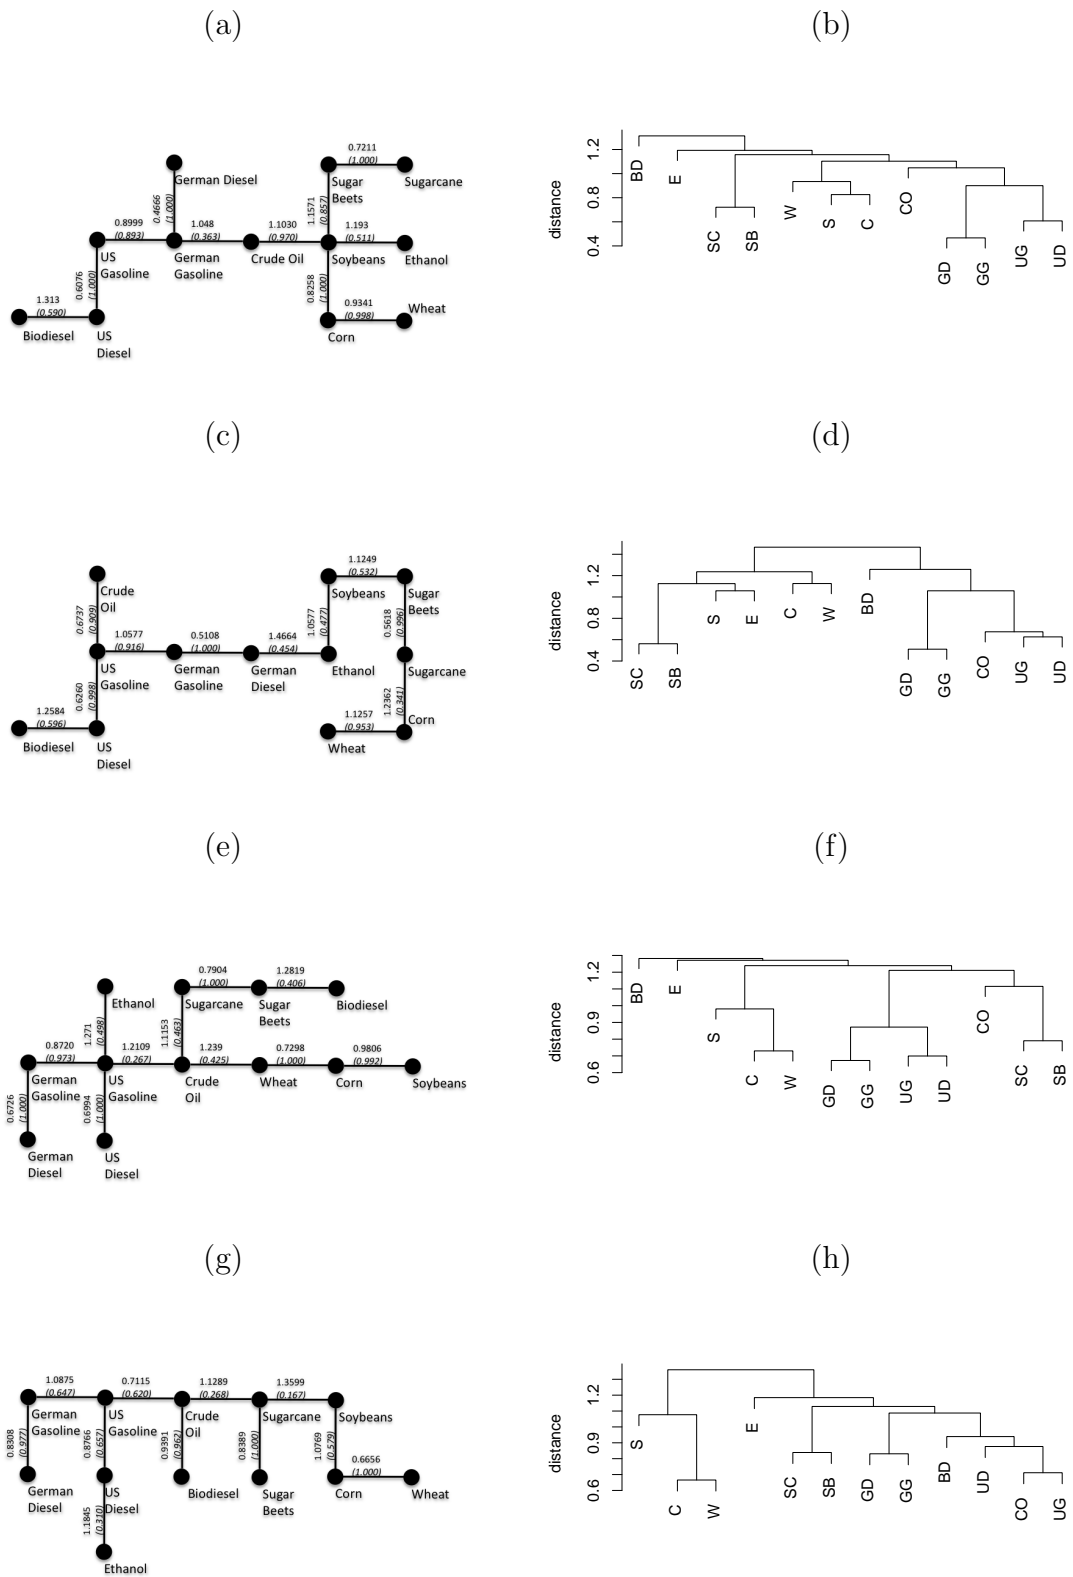 (a)
(b)
0.7211
(1.000)
German Diesel
Sugar
Beets
Sugarcane
0.4666
(1.000)
1.1571
(0.857)
0.8999
(0.893)
1.048
(0.363)
1.1030
(0.970)
1.193
(0.511)
US
Gasoline
German
Gasoline
Crude Oil
Soybeans
Ethanol
0.6076
(1.000)
0.8258
(1.000)
1.313
(0.590)
0.9341
(0.998)
Wheat
Biodiesel
US
Diesel
Corn
distance
0.4
0.8
1.2
BD
E
SC
SB
W
S
C
CO
GD
GG
UG
UD
(c)
(d)
1.1249
(0.532)
Crude
Oil
Soybeans
Sugar
Beets
0.6737
(0.909)
1.0577
(0.477)
0.5618
(0.996)
1.0577
(0.916)
0.5108
(1.000)
1.4664
(0.454)
US
Gasoline
German
Gasoline
German
Diesel
Ethanol
Sugarcane
0.6260
(0.998)
1.2362
(0.341)
1.2584
(0.596)
1.1257
(0.953)
Corn
Biodiesel
US
Diesel
Wheat
distance
0.4
0.8
1.2
SC
SB
S
E
C
W
BD
GD
GG
CO
UG
UD
(e)
(f)
0.7904
(1.000)
1.2819
(0.406)
Ethanol
Sugarcane
Sugar
Beets
Biodiesel
1.271
(0.498)
1.1153
(0.463)
0.8720
(0.973)
1.2109
(0.267)
1.239
(0.425)
0.7298
(1.000)
0.9806
(0.992)
German
Gasoline
US
Gasoline
Crude
Oil
Wheat
Corn
Soybeans
0.6726
(1.000)
0.6994
(1.000)
German
Diesel
US
Diesel
distance
0.6
0.9
1.2
BD
E
S
C
W
GD
GG
UG
UD
CO
SC
SB
(g)
(h)
1.0875
(0.647)
0.7115
(0.620)
1.1289
(0.268)
1.3599
(0.167)
German
Gasoline
US
Gasoline
Crude
Oil
Sugarcane
Soybeans
0.8308
(0.977)
0.8766
(0.657)
0.9391
(0.962)
0.8389
(1.000)
1.0769
(0.579)
0.6656
(1.000)
German
Diesel
US
Diesel
Biodiesel
Sugar
Beets
Corn
Wheat
1.1845
(0.310)
Ethanol
distance
0.6
0.9
1.2
S
C
W
E
SC
SB
GD
GG
BD
UD
CO
UG